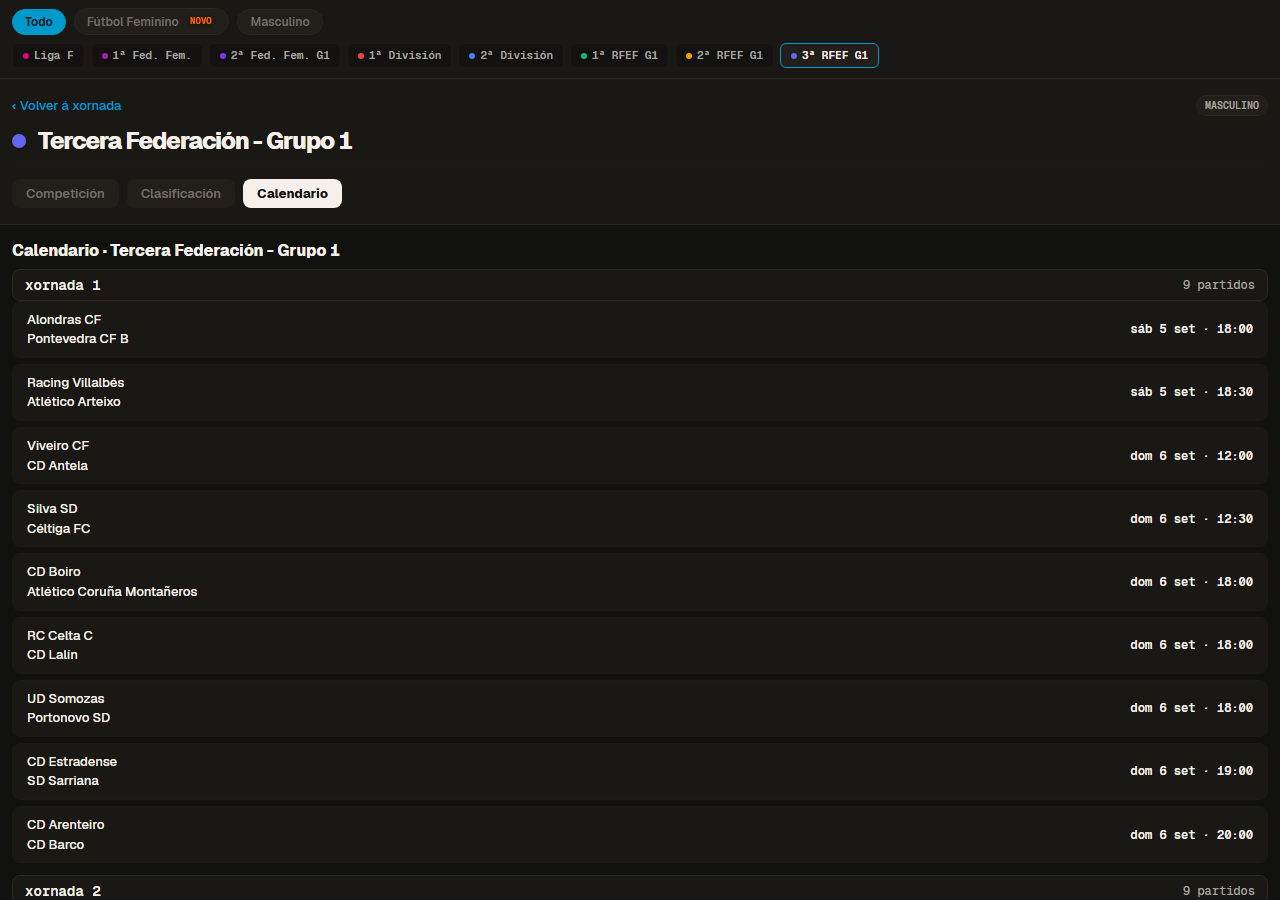 Todo
Fútbol Feminino NOVO
Masculino
Liga F
1ª Fed. Fem.
2ª Fed. Fem. G1
1ª División
2ª División
1ª RFEF G1
2ª RFEF G1
3ª RFEF G1
‹ Volver á xornada
MASCULINO
Tercera Federación - Grupo 1
Competición
Clasificación
Calendario
Calendario · Tercera Federación - Grupo 1
xornada 1
9 partidos
Alondras CF
Pontevedra CF B
sáb 5 set · 18:00
Racing Villalbés
Atlético Arteixo
sáb 5 set · 18:30
Viveiro CF
CD Antela
dom 6 set · 12:00
Silva SD
Céltiga FC
dom 6 set · 12:30
CD Boiro
Atlético Coruña Montañeros
dom 6 set · 18:00
RC Celta C
CD Lalín
dom 6 set · 18:00
UD Somozas
Portonovo SD
dom 6 set · 18:00
CD Estradense
SD Sarriana
dom 6 set · 19:00
CD Arenteiro
CD Barco
dom 6 set · 20:00
xornada 2
9 partidos